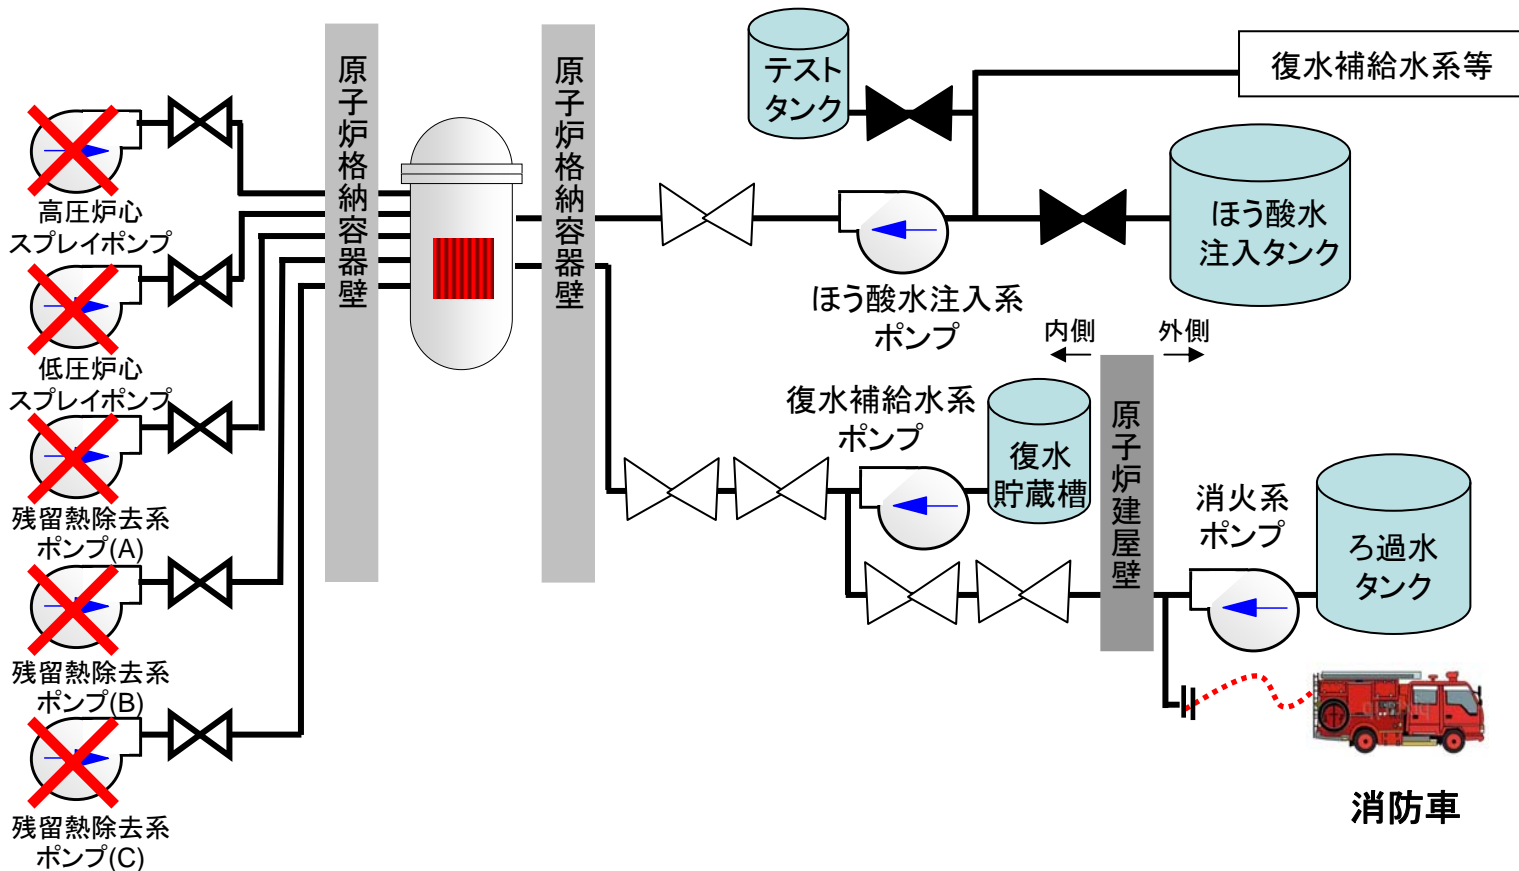 原子炉格納容器壁
原子炉格納容器壁
テスト
タンク
復水補給水系等
高圧炉心
スプレイポンプ
ほう酸水
注入タンク
ほう酸水注入系
ポンプ
内側
外側
低圧炉心
スプレイポンプ
復水補給水系
ポンプ
復水
貯蔵槽
原子炉建屋壁
消火系
ポンプ
ろ過水
タンク
残留熱除去系
ポンプ(A)
残留熱除去系
ポンプ(B)
消防車
残留熱除去系
ポンプ(C)